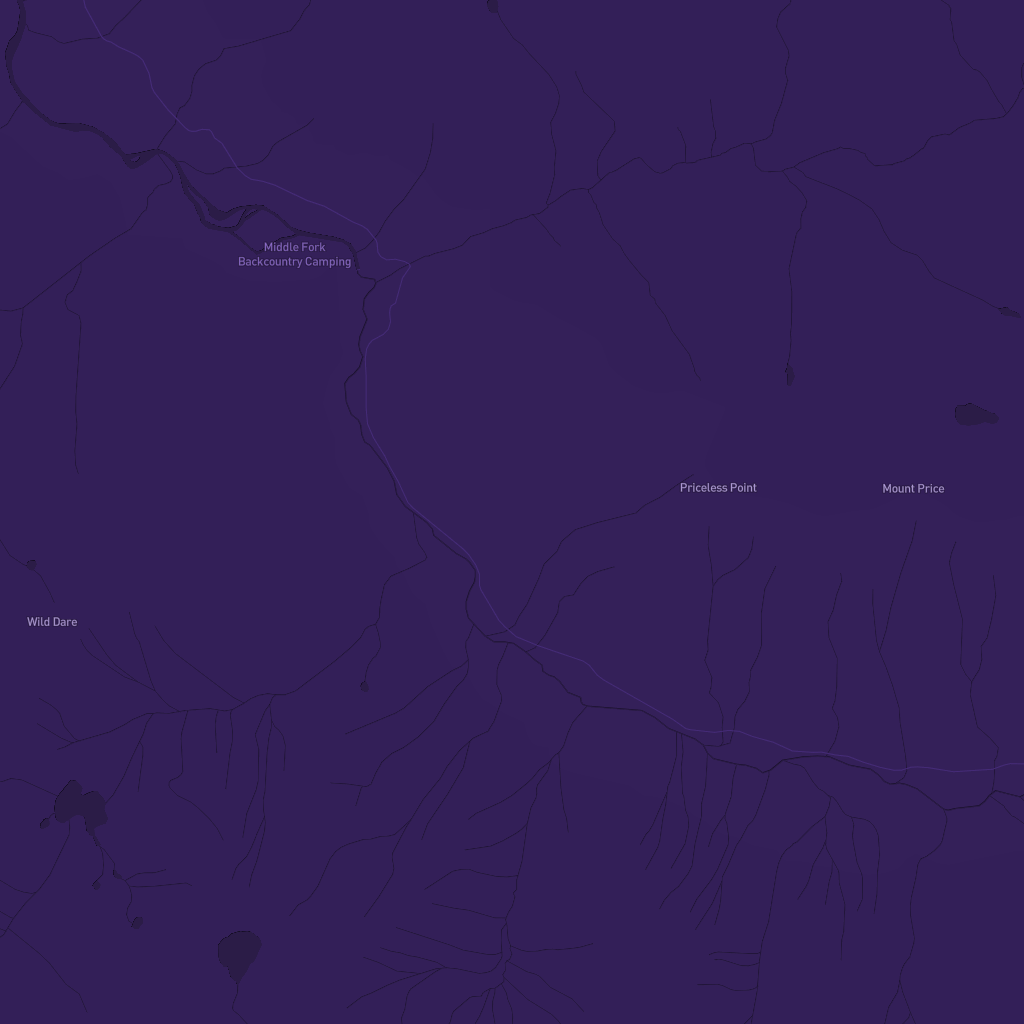 Middle Fork
Backcountry Camping
Priceless Point
Mount Price
Wild Dare